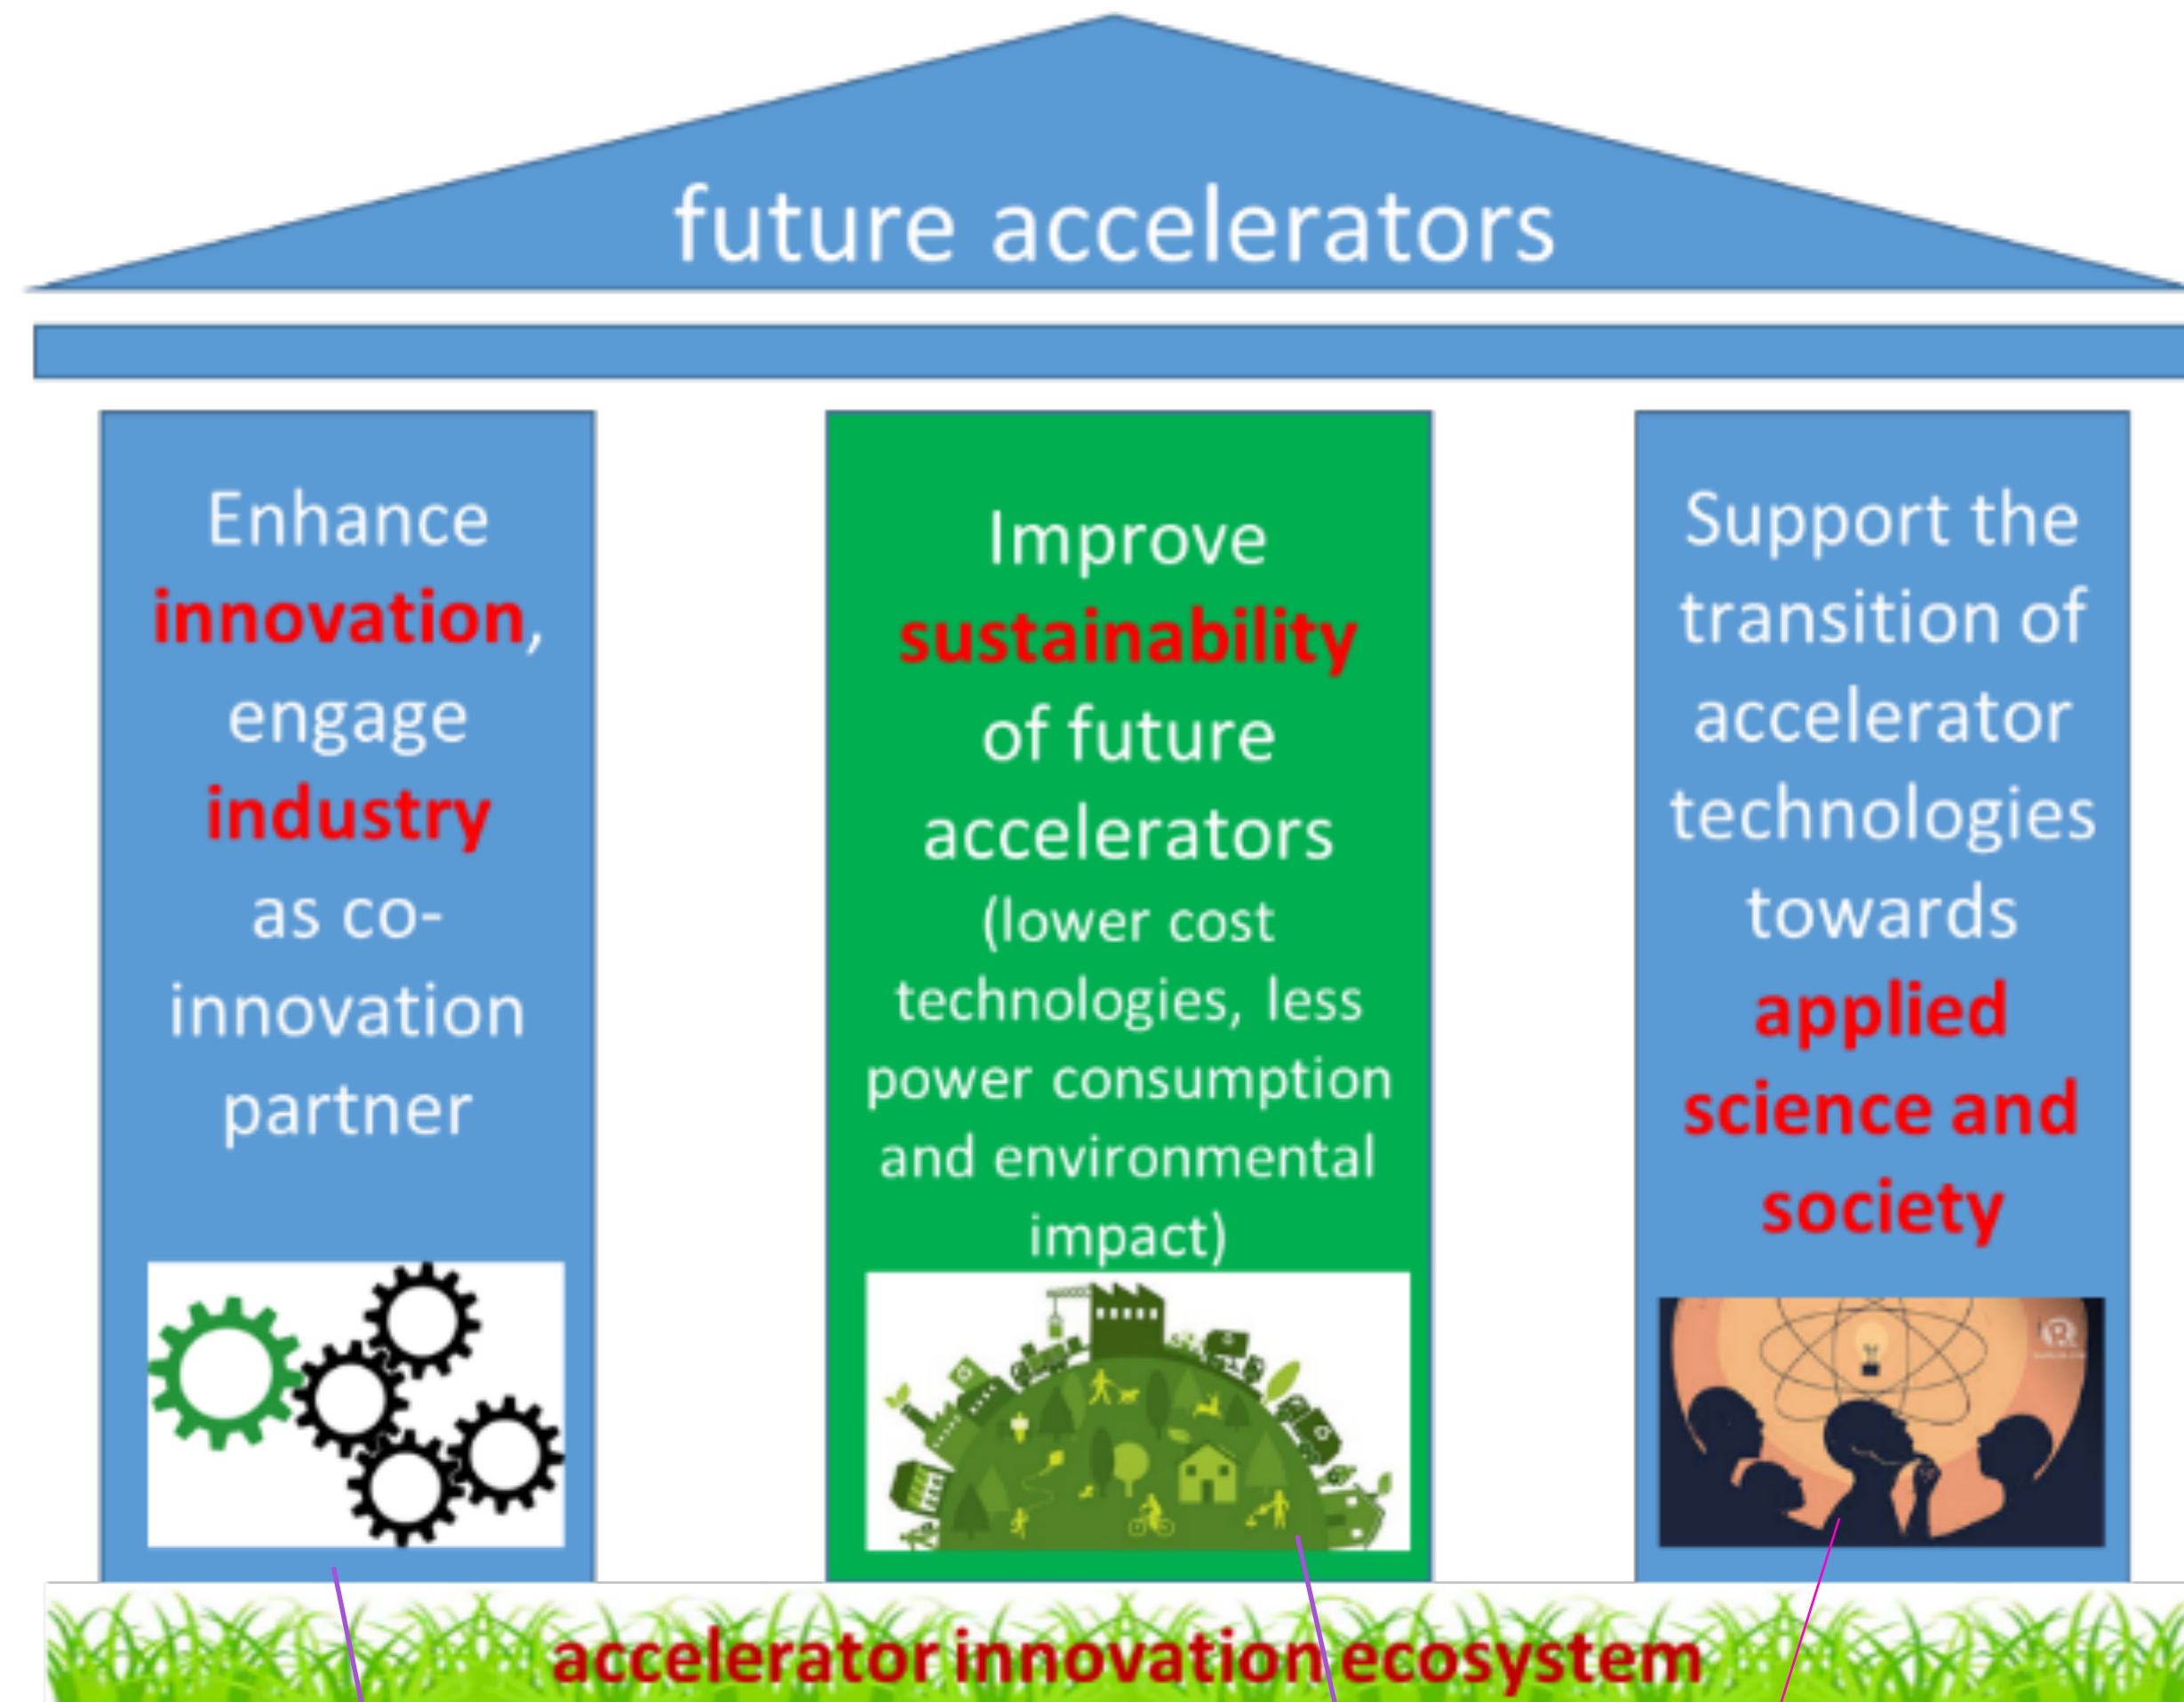 future accelerators
Enhance
innovation,
engage
industry
as co-
innovation
partner
Improve
sustainability
of future
accelerators
(lower cost
technologies, less
power consumption
and environmental
impact)
Support the
transition of
accelerator
technologies
towards
applied
science and
society
accelerator innovation ecosystem